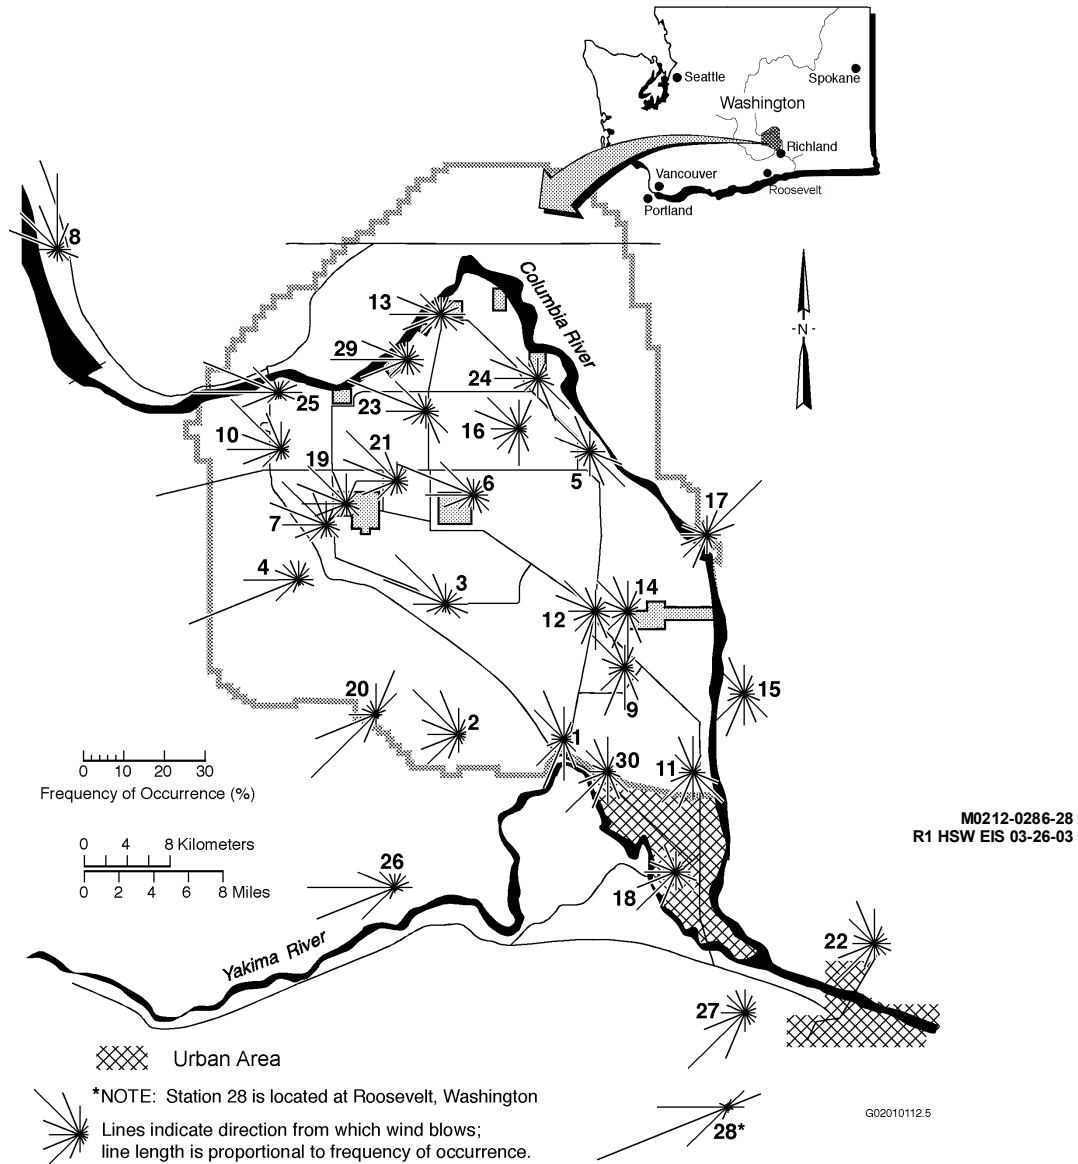 Seattle
Spokane
Washington
Richland
Vancouver
Roosevelt
Portland
8
Columbia River
-N-
13
29
24
25
23
16
10
21
19
6
5
17
7
4
3
14
12
20
15
9
2
1
30
11
0 10 20 30
Frequency of Occurrence (%)
0 4 8 Kilometers
0 2 4 6 8 Miles
M0212-0286-28
R1 HSW EIS 03-26-03
26
18
22
Yakima River
27
Urban Area
*NOTE: Station 28 is located at Roosevelt, Washington
Lines indicate direction from which wind blows;
line length is proportional to frequency of occurrence.
28*
G02010112.5